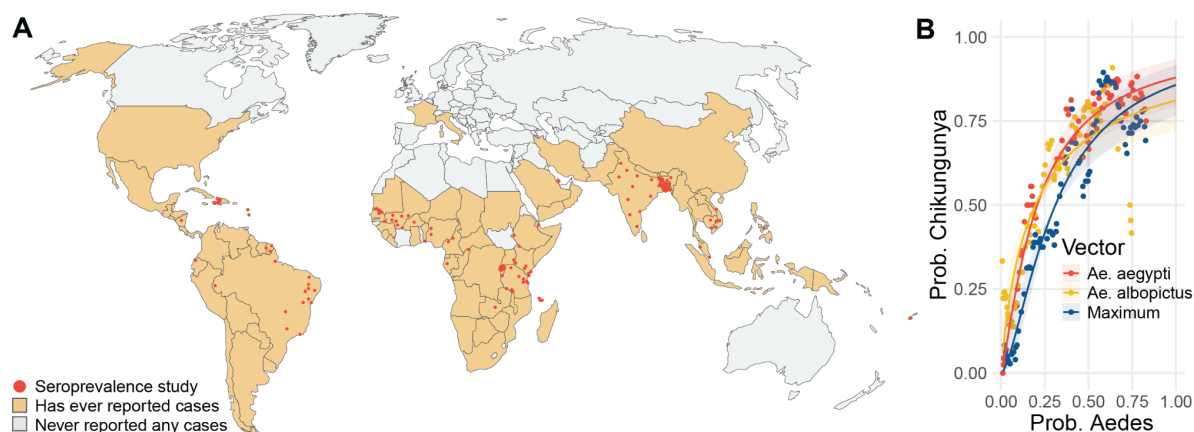 A
Seroprevalence study
Has ever reported cases
Never reported any cases
B
Prob. Chikungunya
1.00
0.75
0.50
0.25
0.00
Vector
Ae. aegypti
Ae. albopictus
Maximum
0.00 0.25 0.50 0.75 1.00
Prob. Aedes